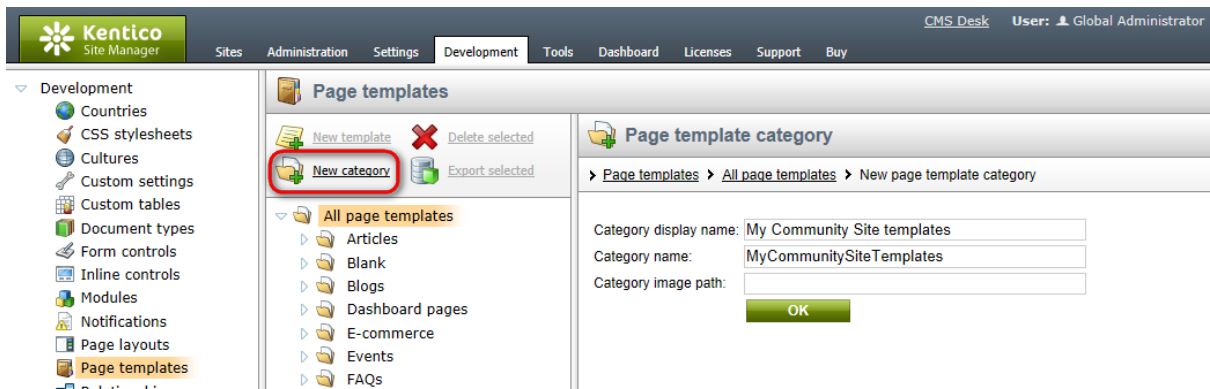 CMS Desk User: Global Administrator
Kentico
Site Manager
Sites Administration Settings Development Tools Dashboard Licenses Support Buy
Development
Countries
CSS stylesheets
Cultures
Custom settings
Custom tables
Document types
Form controls
Inline controls
Modules
Notifications
Page layouts
Page templates
Page templates
New template Delete selected
New category Export selected
All page templates
Articles
Blank
Blogs
Dashboard pages
E-commerce
Events
FAQs
Page template category
> Page templates > All page templates > New page template category
Category display name: My Community Site templates
Category name: MyCommunitySiteTemplates
Category image path:
OK